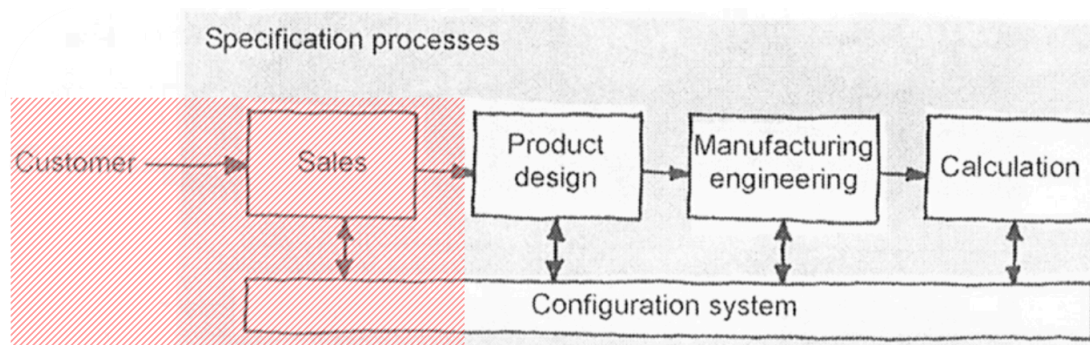 Specification processes
Customer
Sales
Product
design
Manufacturing
engineering
Calculation
Configuration system